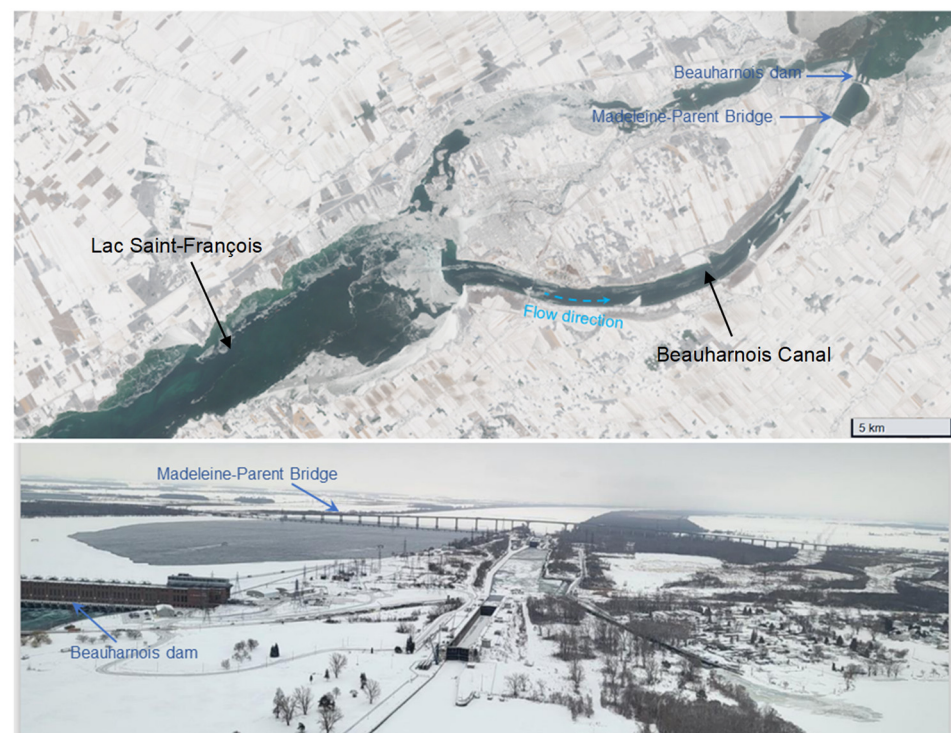 Beauharnois dam
Madeleine-Parent Bridge
Lac Saint-François
Flow direction
Beauharnois Canal
5 km
Madeleine-Parent Bridge
Beauharnois dam